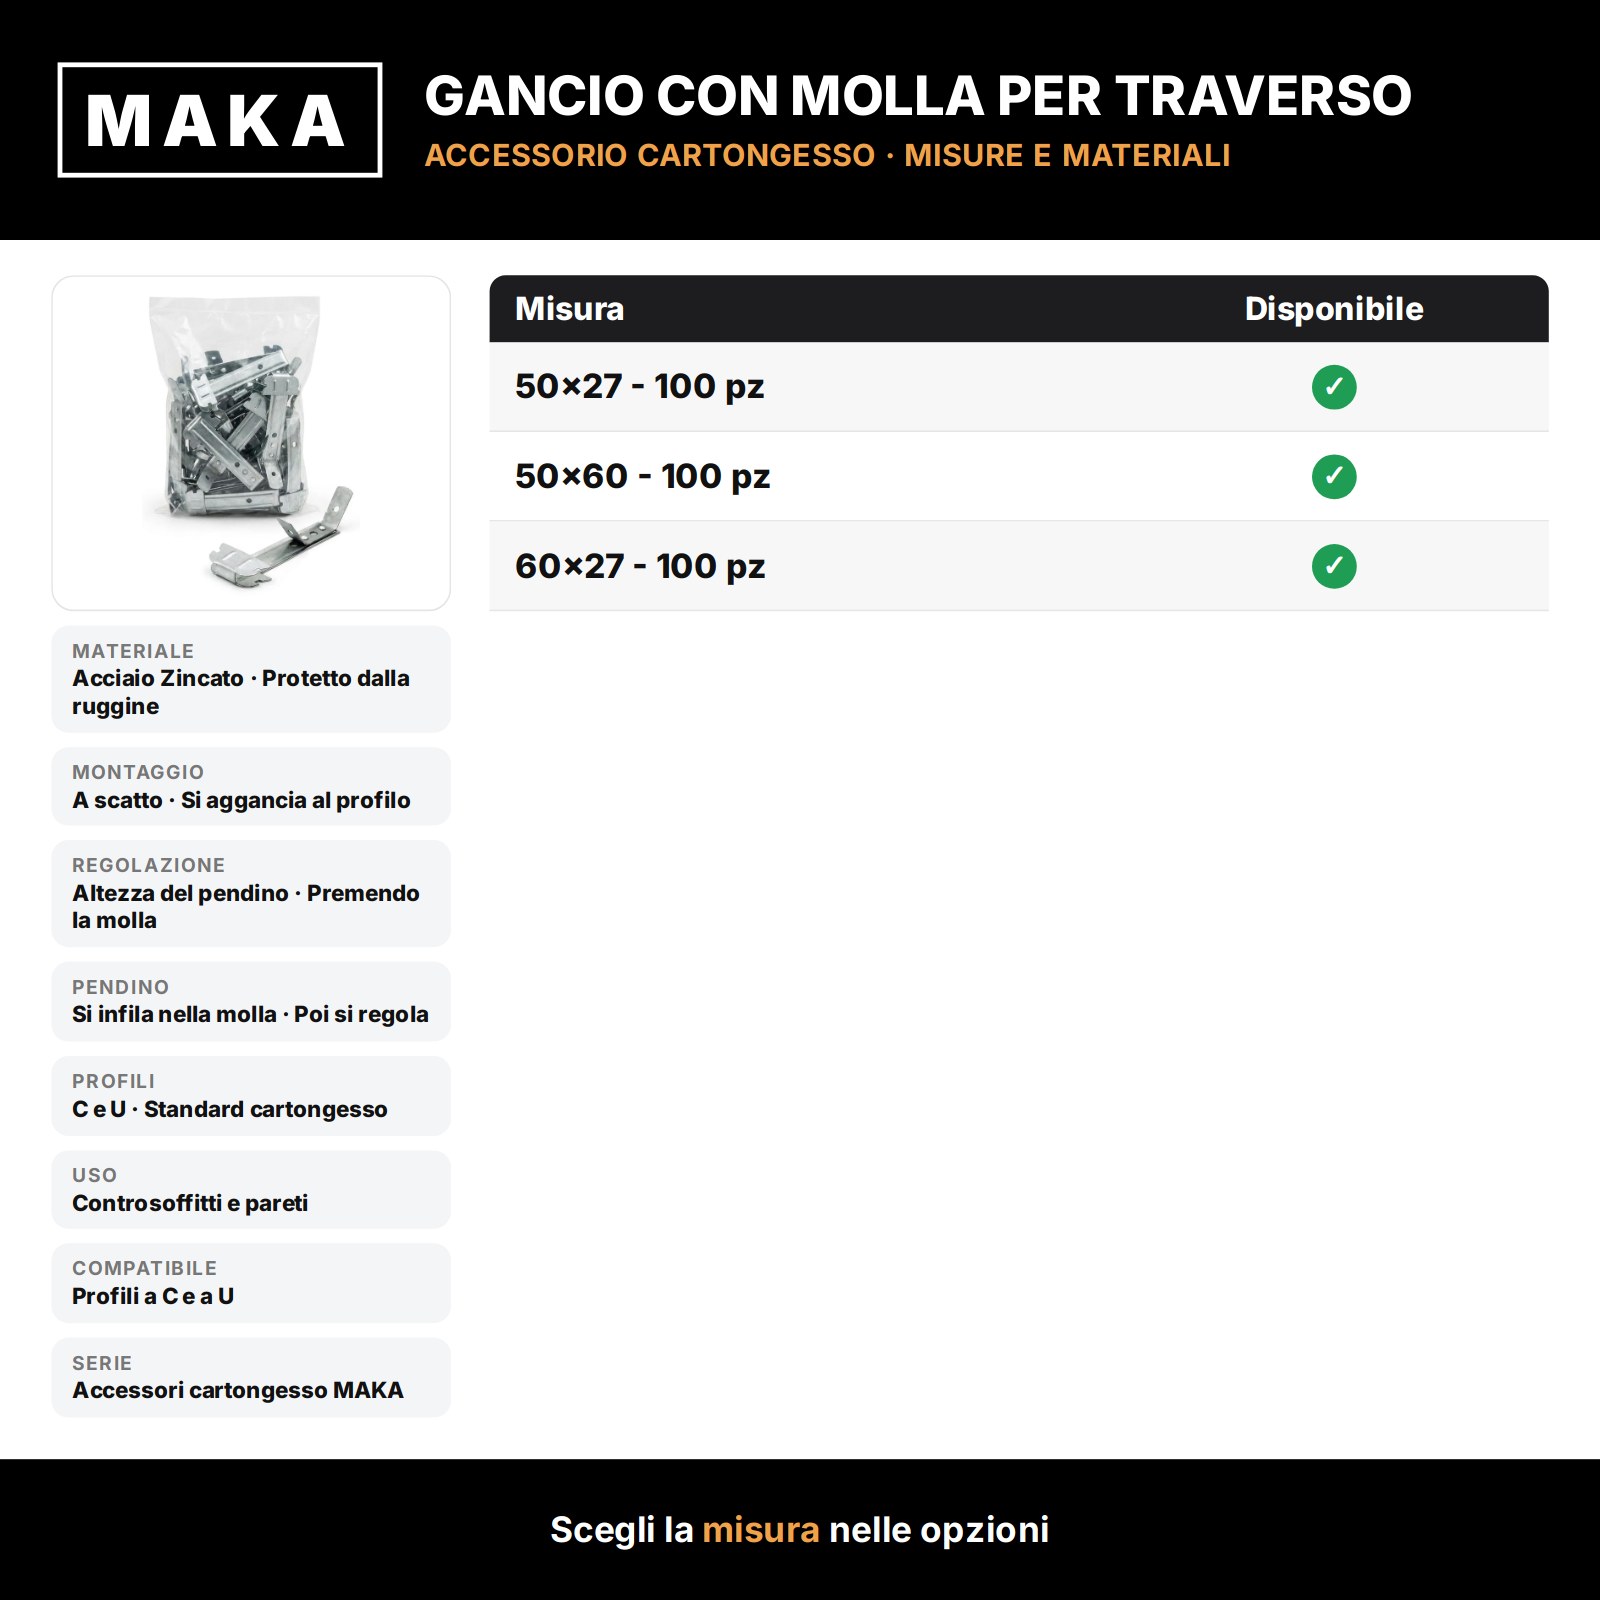 MAKA
GANCIO CON MOLLA PER TRAVERSO
ACCESSORIO CARTONGESSO · MISURE E MATERIALI
Misura Disponibile
50×27 - 100 pz ✓
50×60 - 100 pz ✓
60×27 - 100 pz ✓
MATERIALE
Acciaio Zincato · Protetto dalla
ruggine
MONTAGGIO
A scatto · Si aggancia al profilo
REGOLAZIONE
Altezza del pendino · Premendo
la molla
PENDINO
Si infila nella molla · Poi si regola
PROFILI
C e U · Standard cartongesso
USO
Controsoffitti e pareti
COMPATIBILE
Profili a C e a U
SERIE
Accessori cartongesso MAKA
Scegli la misura nelle opzioni